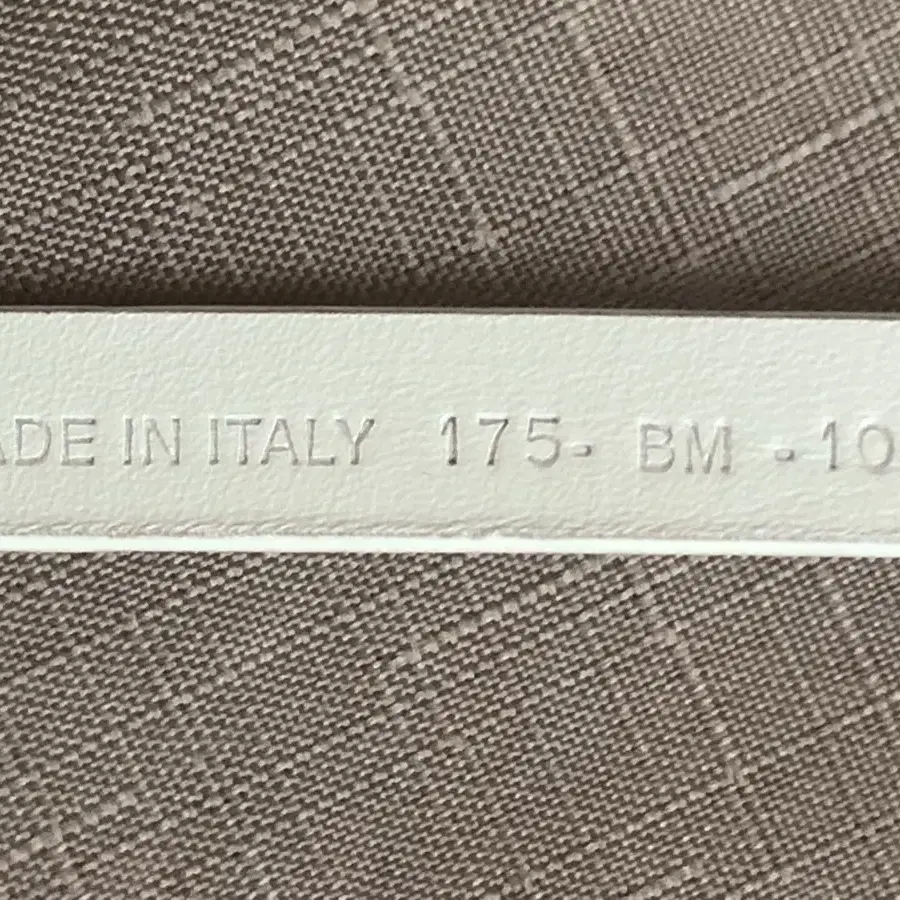 ADE IN ITALY 175- BM -10